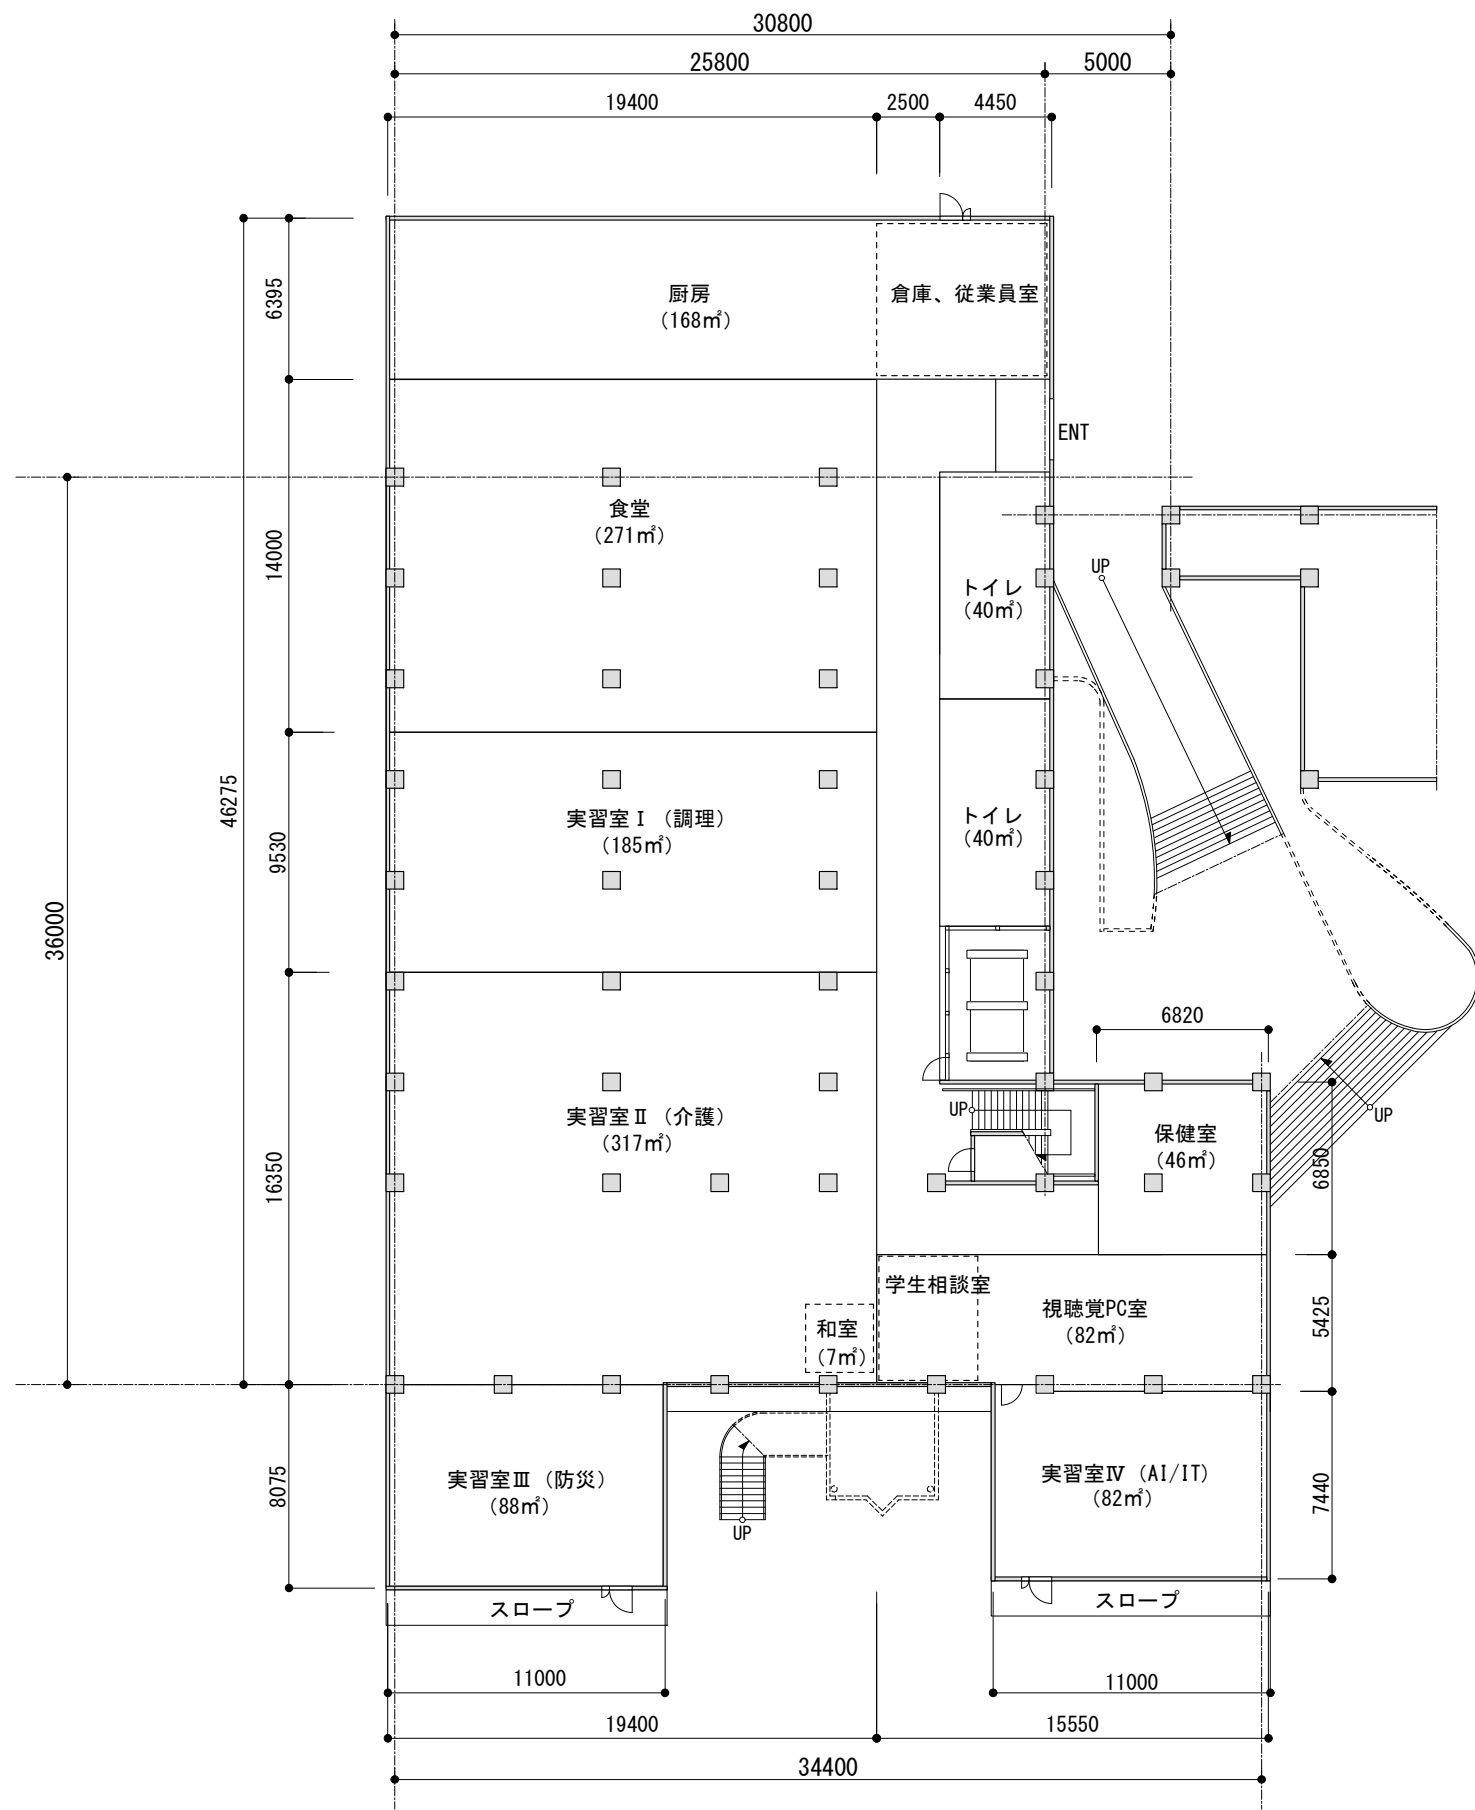 30800
25800
5000
19400
2500
4450
46275
6395
厨房
(168㎡)
倉庫、従業員室
ENT
36000
14000
食堂
(271㎡)
トイレ
(40㎡)
UP
9530
実習室Ⅰ（調理）
(185㎡)
トイレ
(40㎡)
6820
16350
実習室Ⅱ（介護）
(317㎡)
UP
保健室
(46㎡)
UP
6850
和室
(7㎡)
学生相談室
視聴覚PC室
(82㎡)
5425
8075
実習室Ⅲ（防災）
(88㎡)
UP
実習室Ⅳ（AI/IT）
(82㎡)
7440
スロープ
スロープ
11000
11000
19400
15550
34400